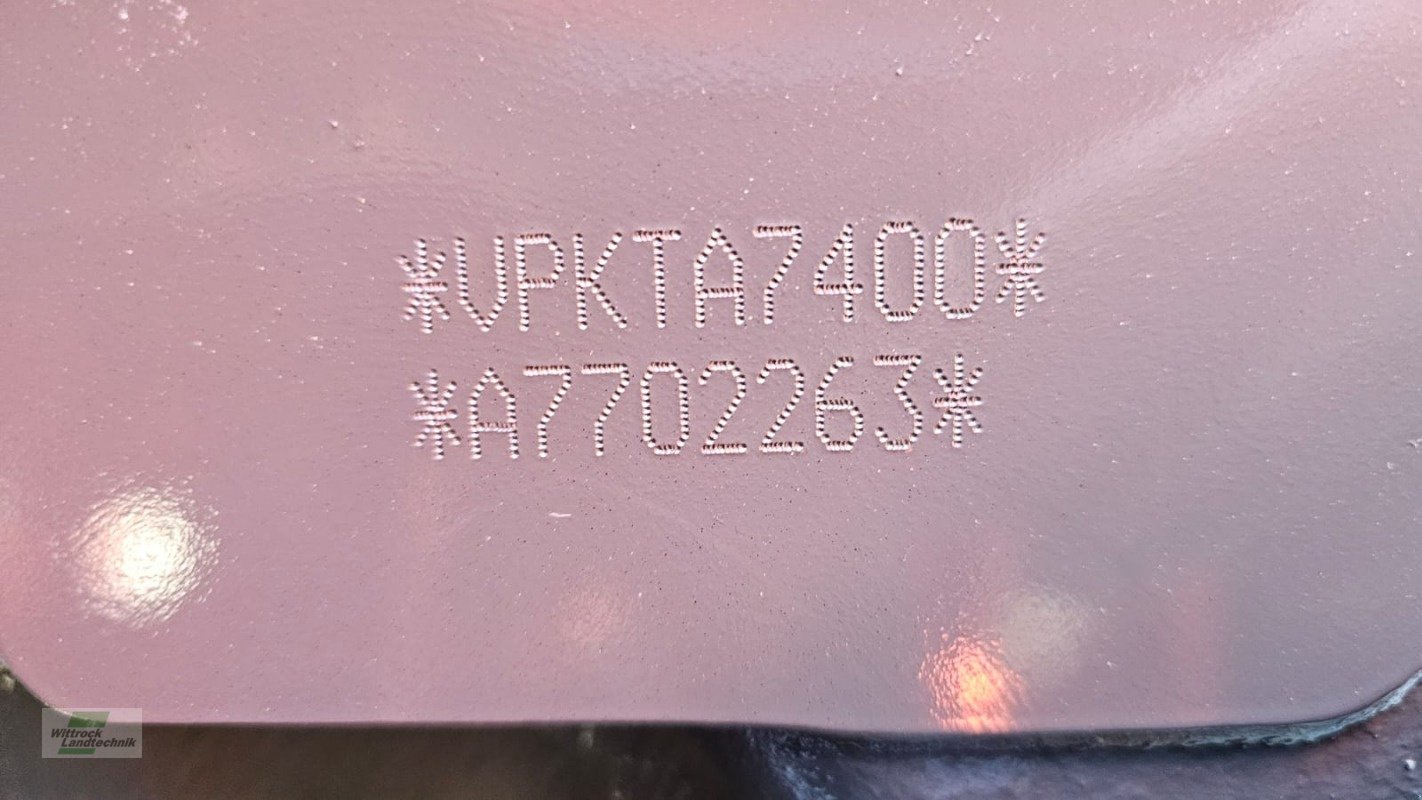 *VPKTA7400*
*A7702263*
Wittrock
Landtechnik